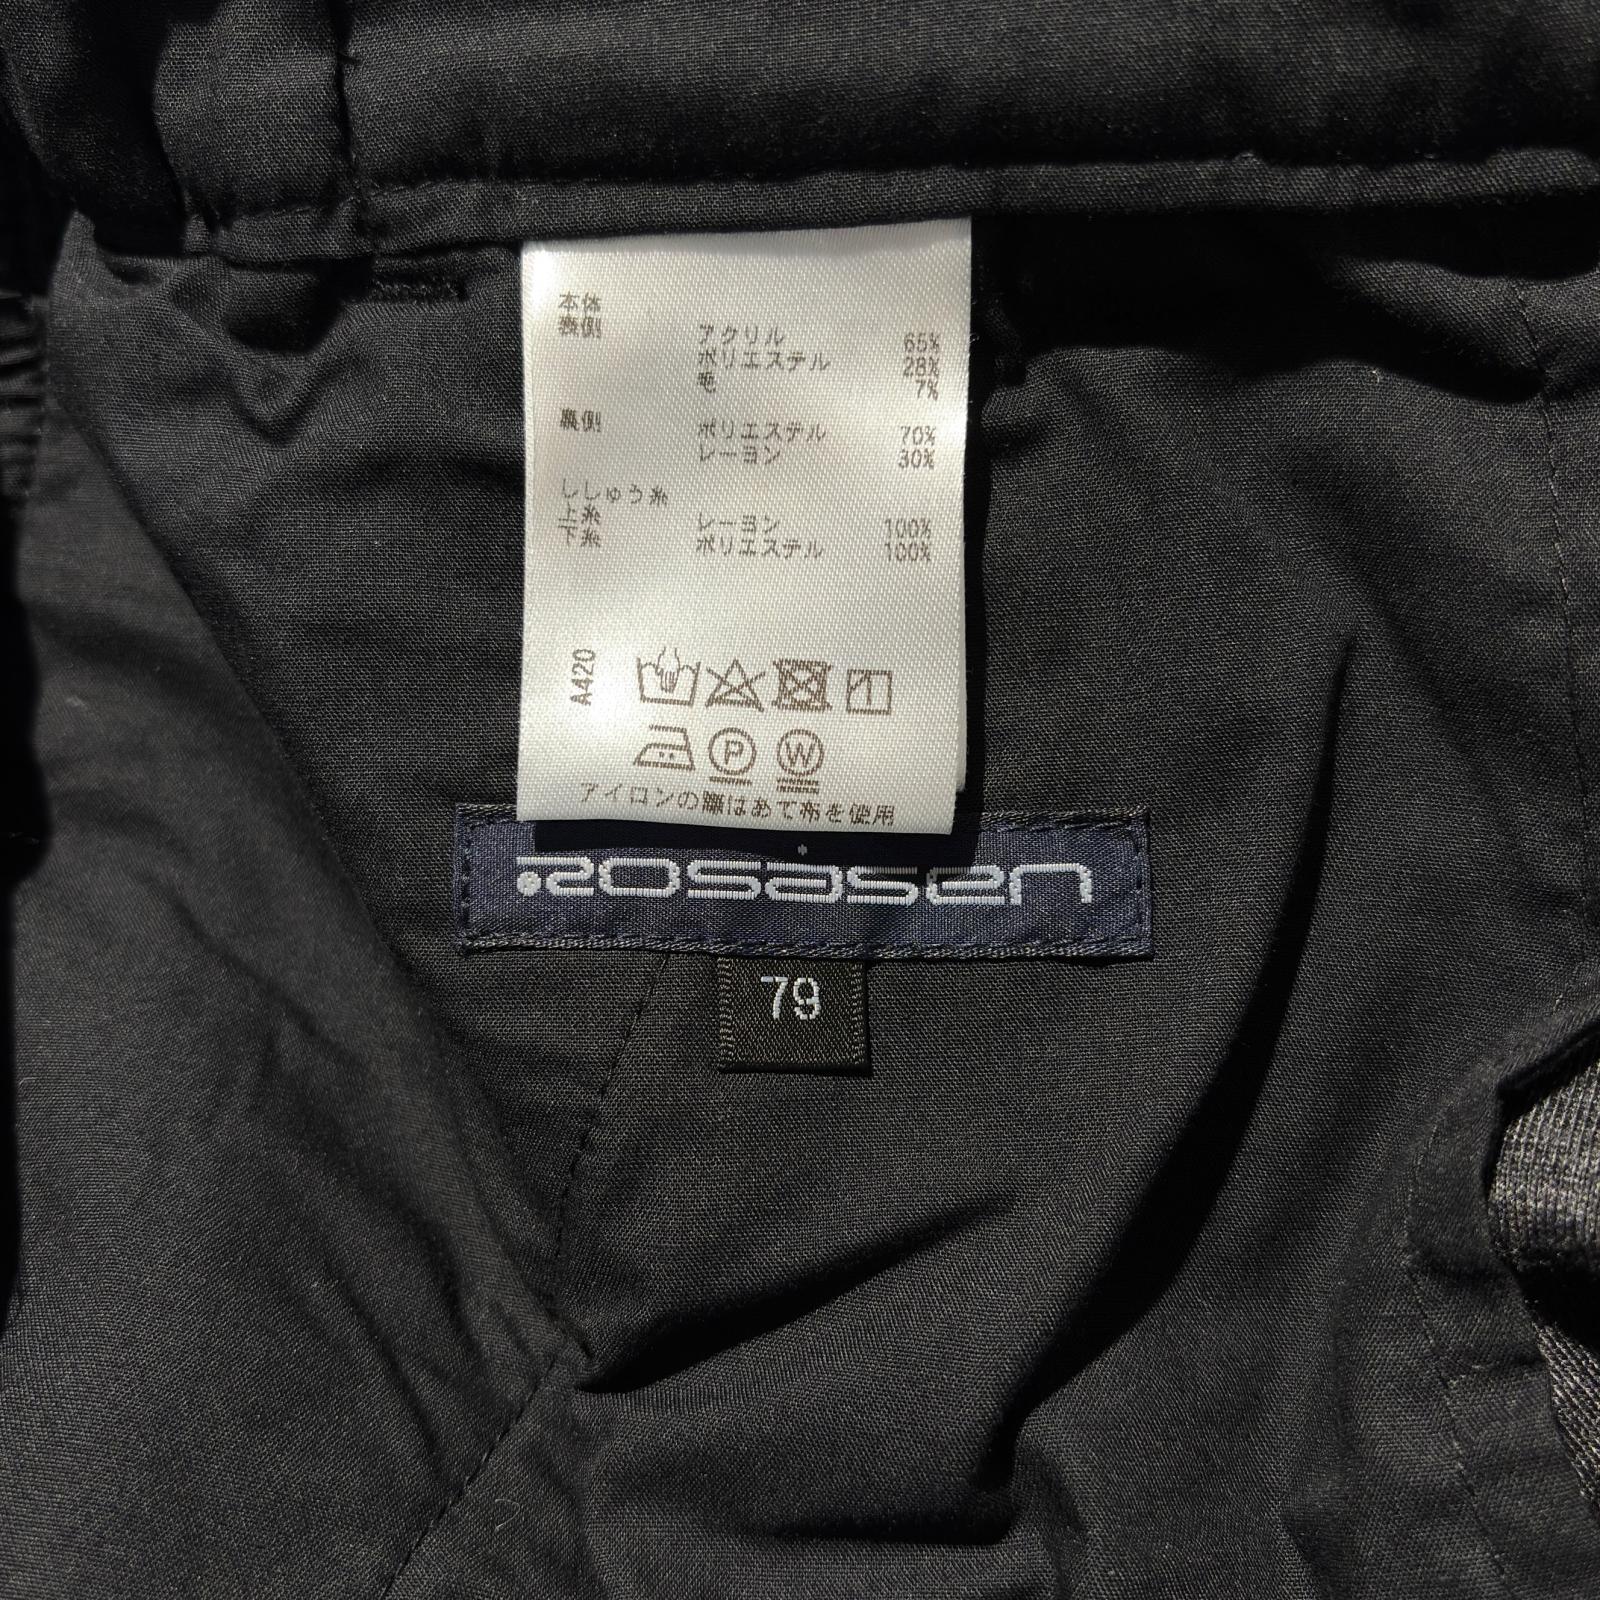 本体
表側
アクリル 65%
ポリエステル 28%
毛 7%
裏側
ポリエステル 70%
レーヨン 30%
ししゅう糸
上糸 レーヨン 100%
下糸 ポリエステル 100%
A420
P W
アイロンの際はあて布を使用
rosasen
79